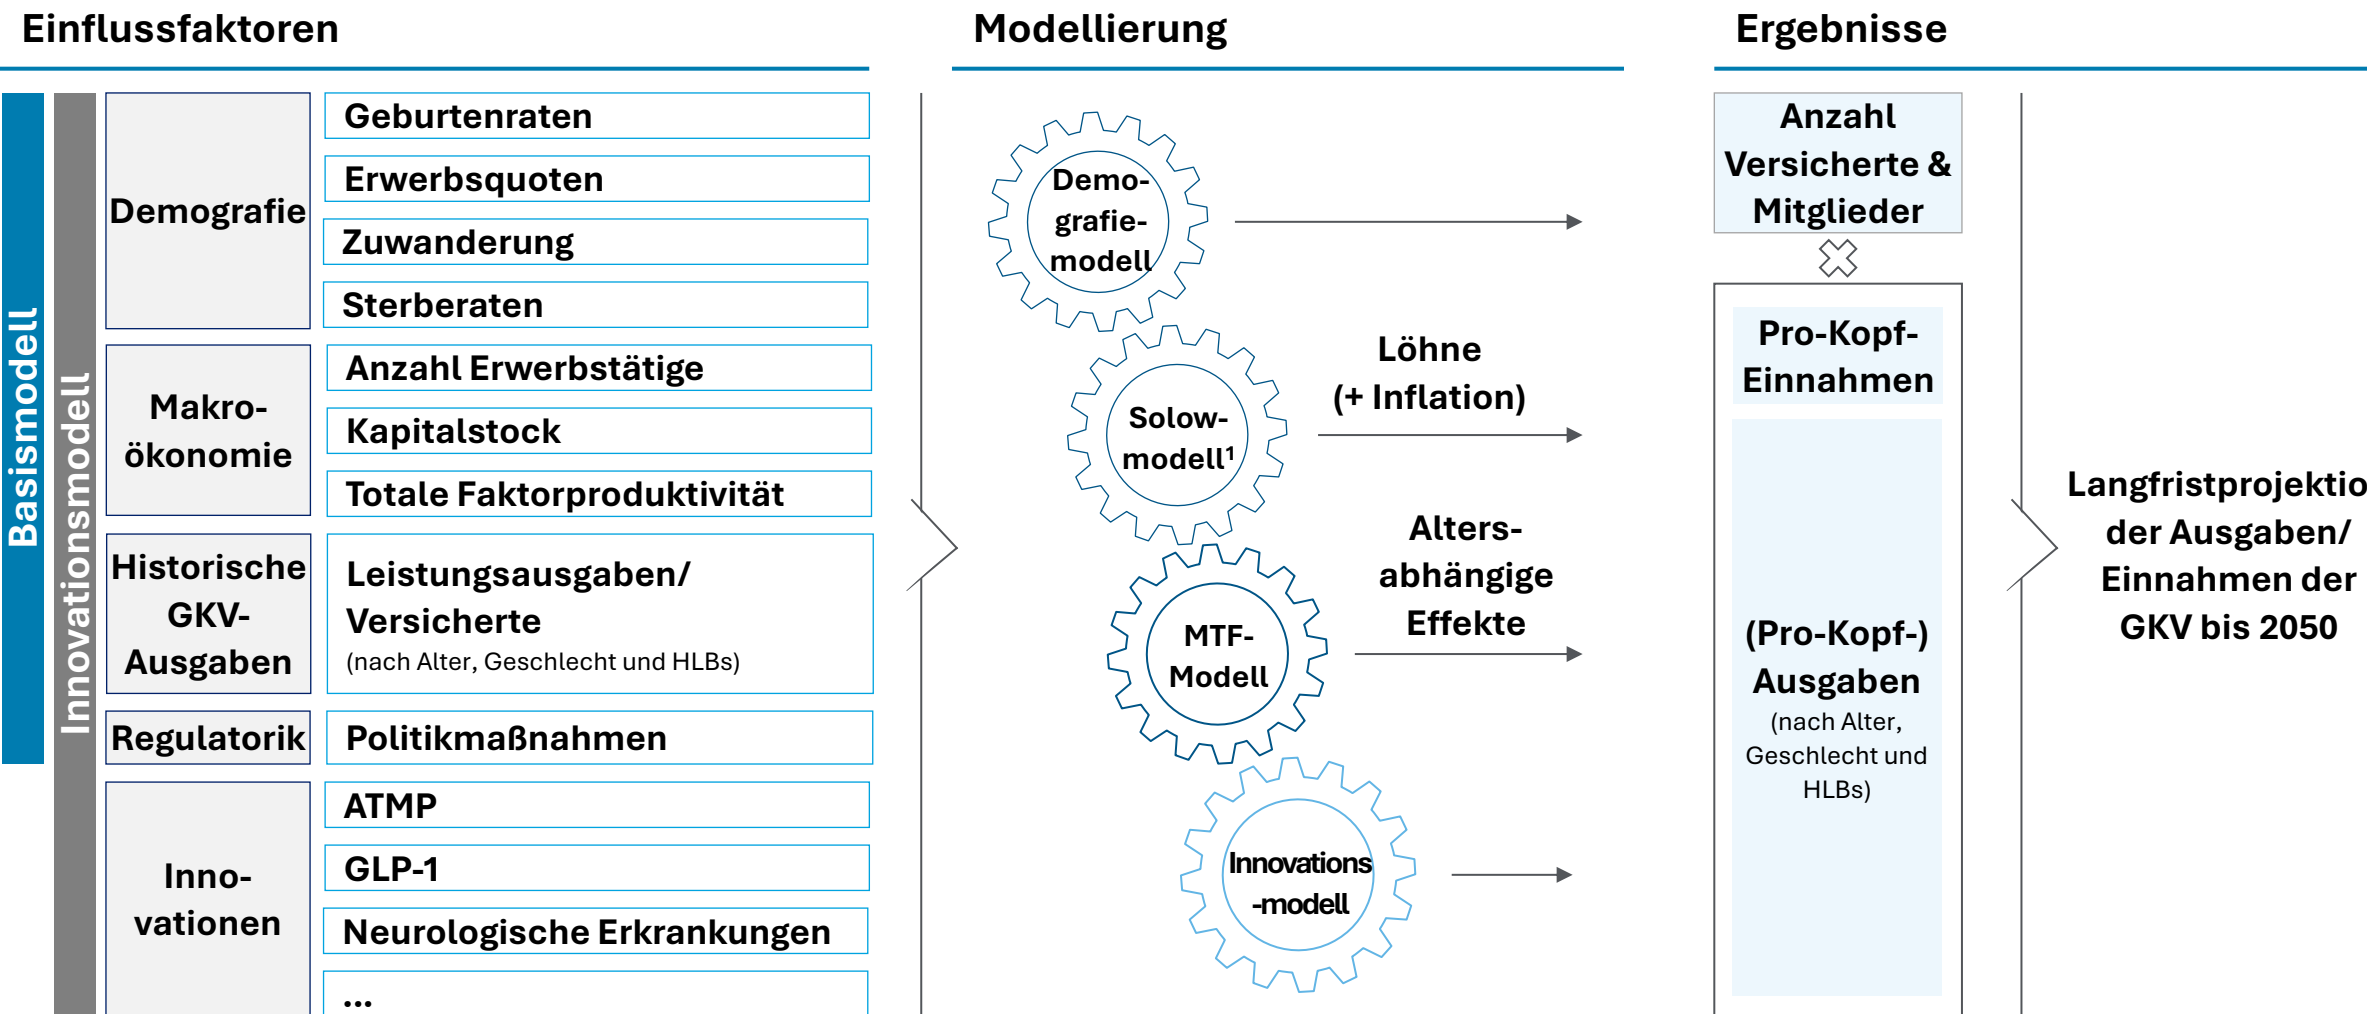 Einflussfaktoren
Modellierung
Ergebnisse
Basismodell
Innovationsmodell
Demografie
Geburtenraten
Erwerbsquoten
Zuwanderung
Sterberaten
Makro-
ökonomie
Anzahl Erwerbstätige
Kapitalstock
Totale Faktorproduktivität
Historische
GKV-
Ausgaben
Leistungsausgaben/
Versicherte
(nach Alter, Geschlecht und HLBs)
Regulatorik
Politikmaßnahmen
Inno-
vationen
ATMP
GLP-1
Neurologische Erkrankungen
...
Demo-
grafie-
modell
Solow-
modell¹
Löhne
(+ Inflation)
MTF-
Modell
Alters-
abhängige
Effekte
Innovations
-modell
Anzahl
Versicherte &
Mitglieder
Pro-Kopf-
Einnahmen
(Pro-Kopf-)
Ausgaben
(nach Alter,
Geschlecht und
HLBs)
Langfristprojektio
der Ausgaben/
Einnahmen der
GKV bis 2050